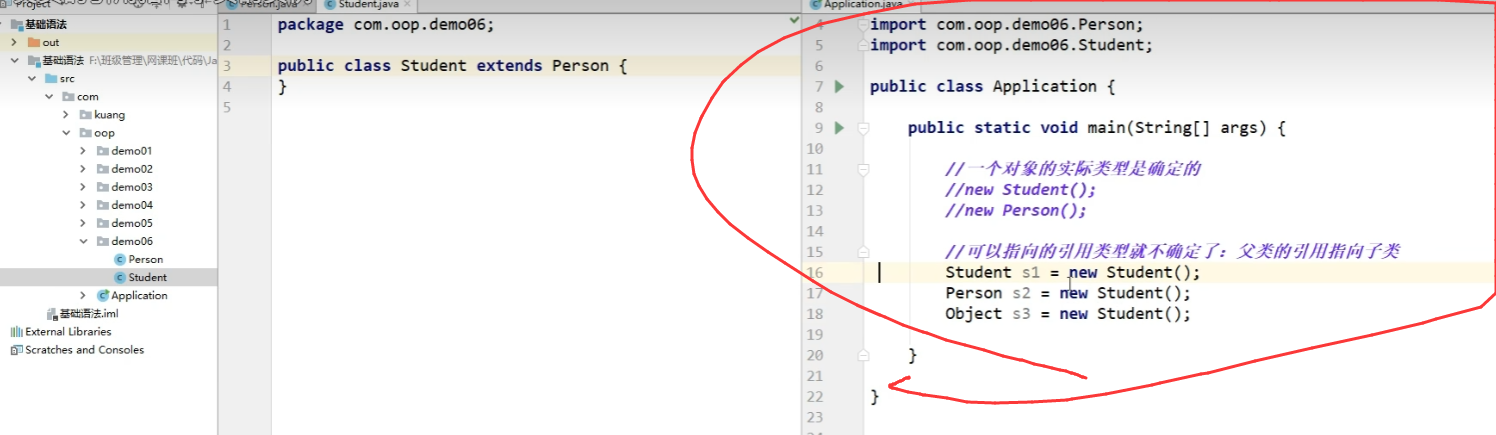 Project
Person.java
Student.java
Application.java
基础语法
out
基础语法 F:\班级管理\网课班\代码\Ja
src
com
kuang
oop
demo01
demo02
demo03
demo04
demo05
demo06
Person
Student
Application
基础语法.iml
External Libraries
Scratches and Consoles
1 package com.oop.demo06;
2
3 public class Student extends Person {
4 }
5
4 import com.oop.demo06.Person;
5 import com.oop.demo06.Student;
6
7 public class Application {
8
9 public static void main(String[] args) {
10
11 //一个对象的实际类型是确定的
12 //new Student();
13 //new Person();
14
15 //可以指向的引用类型就不确定了：父类的引用指向子类
16 Student s1 = new Student();
17 Person s2 = new Student();
18 Object s3 = new Student();
19
20 }
21
22 }
23